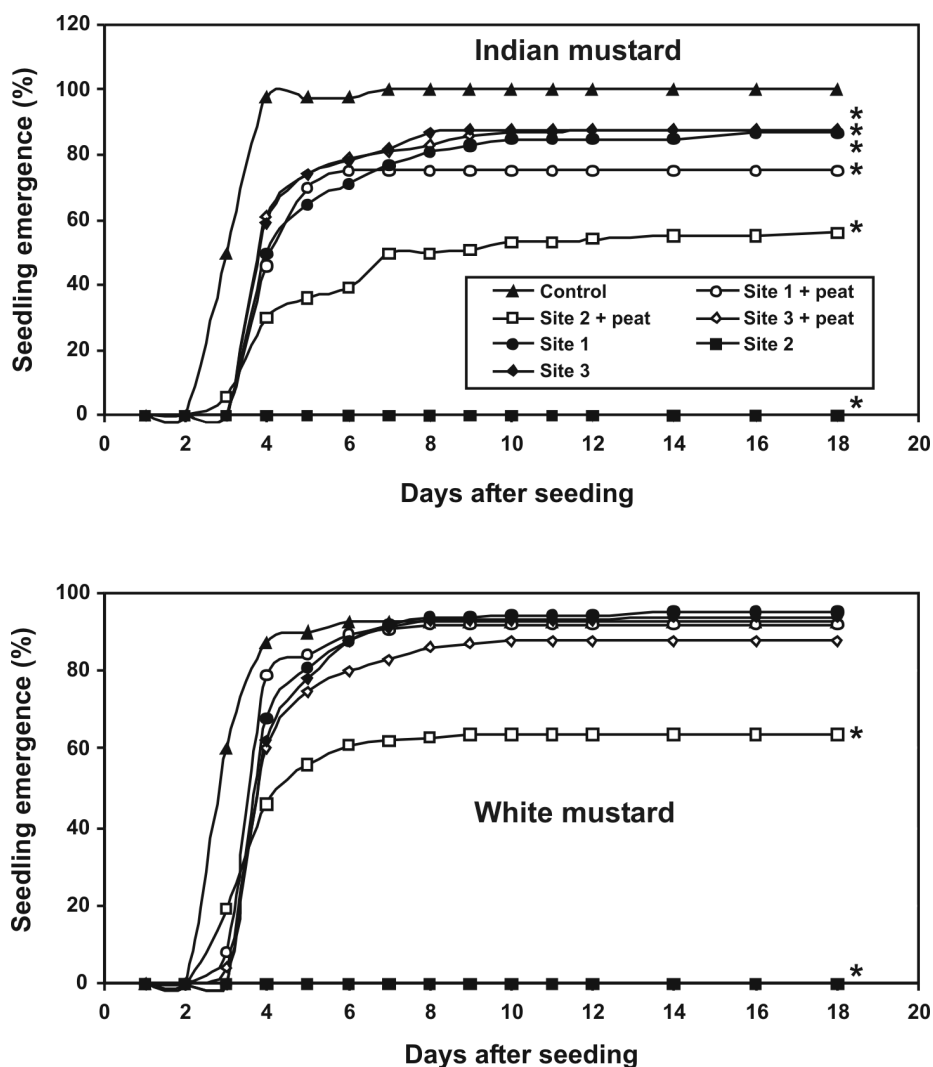 120
100
80
60
40
20
0
Seedling emergence (%)
Indian mustard
*
*
*
*
*
*
Control
Site 1 + peat
Site 2 + peat
Site 3 + peat
Site 1
Site 2
Site 3
0 2 4 6 8 10 12 14 16 18 20
Days after seeding
100
80
60
40
20
0
Seedling emergence (%)
White mustard
*
*
0 2 4 6 8 10 12 14 16 18 20
Days after seeding